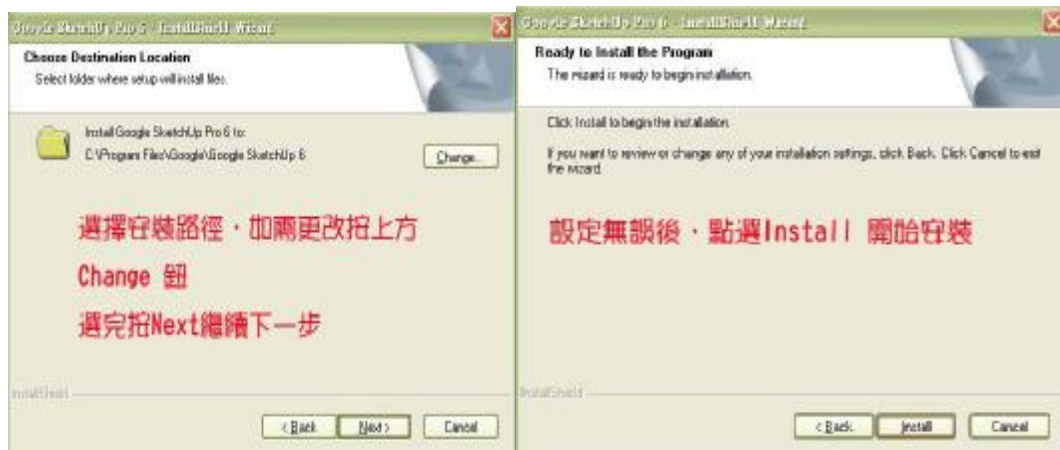 Google SketchUp Pro 6 - InstallShield Wizard
Choose Destination Location
Select folder where setup will install files.
Install Google SketchUp Pro 6 to:
C:\Program Files\Google\Google SketchUp 6
Change...
選擇安裝路徑，如需更改按上方
Change 鈕
選完按Next繼續下一步
InstallShield
< Back
Next >
Cancel
Google SketchUp Pro 6 - InstallShield Wizard
Ready to Install the Program
The wizard is ready to begin installation.
Click Install to begin the installation.
If you want to review or change any of your installation settings, click Back. Click Cancel to exit
the wizard.
設定無誤後，點選Install 開始安裝
InstallShield
< Back
Install
Cancel